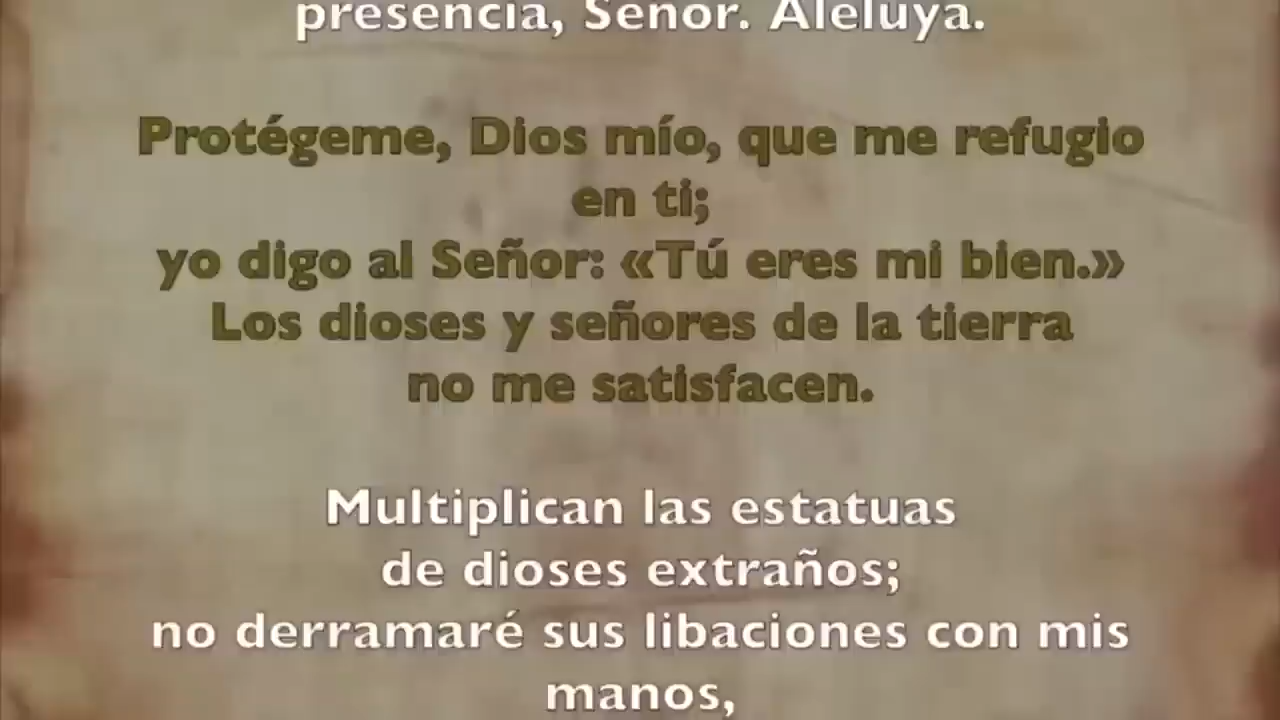 presencia, Señor. Aleluya.
Protégeme, Dios mío, que me refugio
en ti;
yo digo al Señor: «Tú eres mi bien.»
Los dioses y señores de la tierra
no me satisfacen.
Multiplican las estatuas
de dioses extraños;
no derramaré sus libaciones con mis
manos,